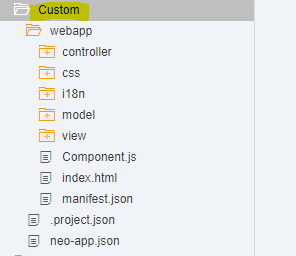 Custom
webapp
controller
css
i18n
model
view
Component.js
index.html
manifest.json
.project.json
neo-app.json